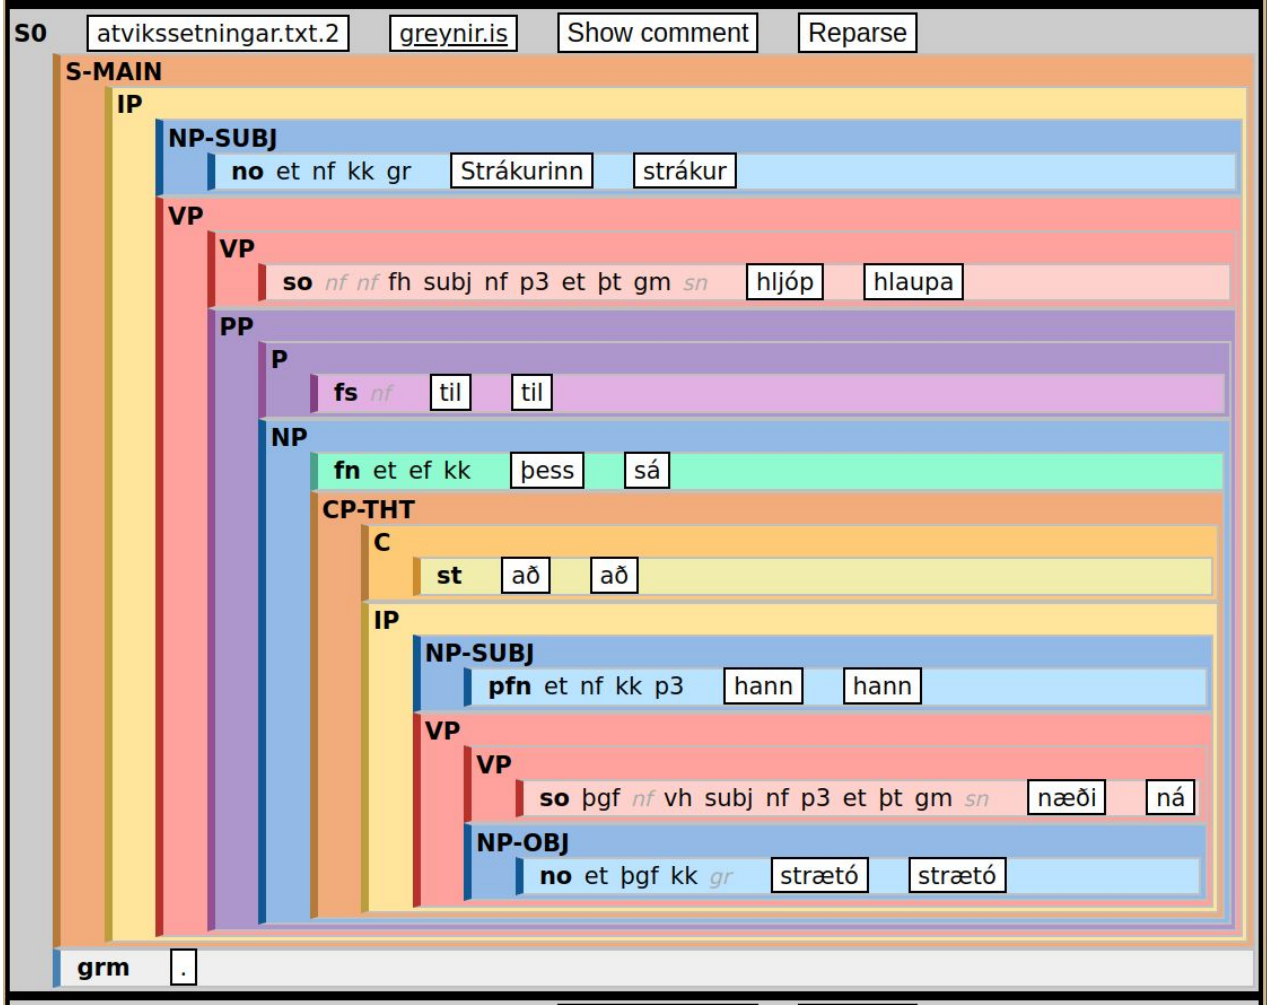 S0 atvikssetningar.txt.2 greynir.is Show comment Reparse
S-MAIN
IP
NP-SUBJ
no et nf kk gr Strákurinn strákur
VP
VP
so nf nf fh subj nf p3 et þt gm sn hljóp hlaupa
PP
P
fs nf til til
NP
fn et ef kk þess sá
CP-THT
C
st að að
IP
NP-SUBJ
pfn et nf kk p3 hann hann
VP
VP
so þgf nf vh subj nf p3 et þt gm sn næði ná
NP-OBJ
no et þgf kk gr strætó strætó
grm .